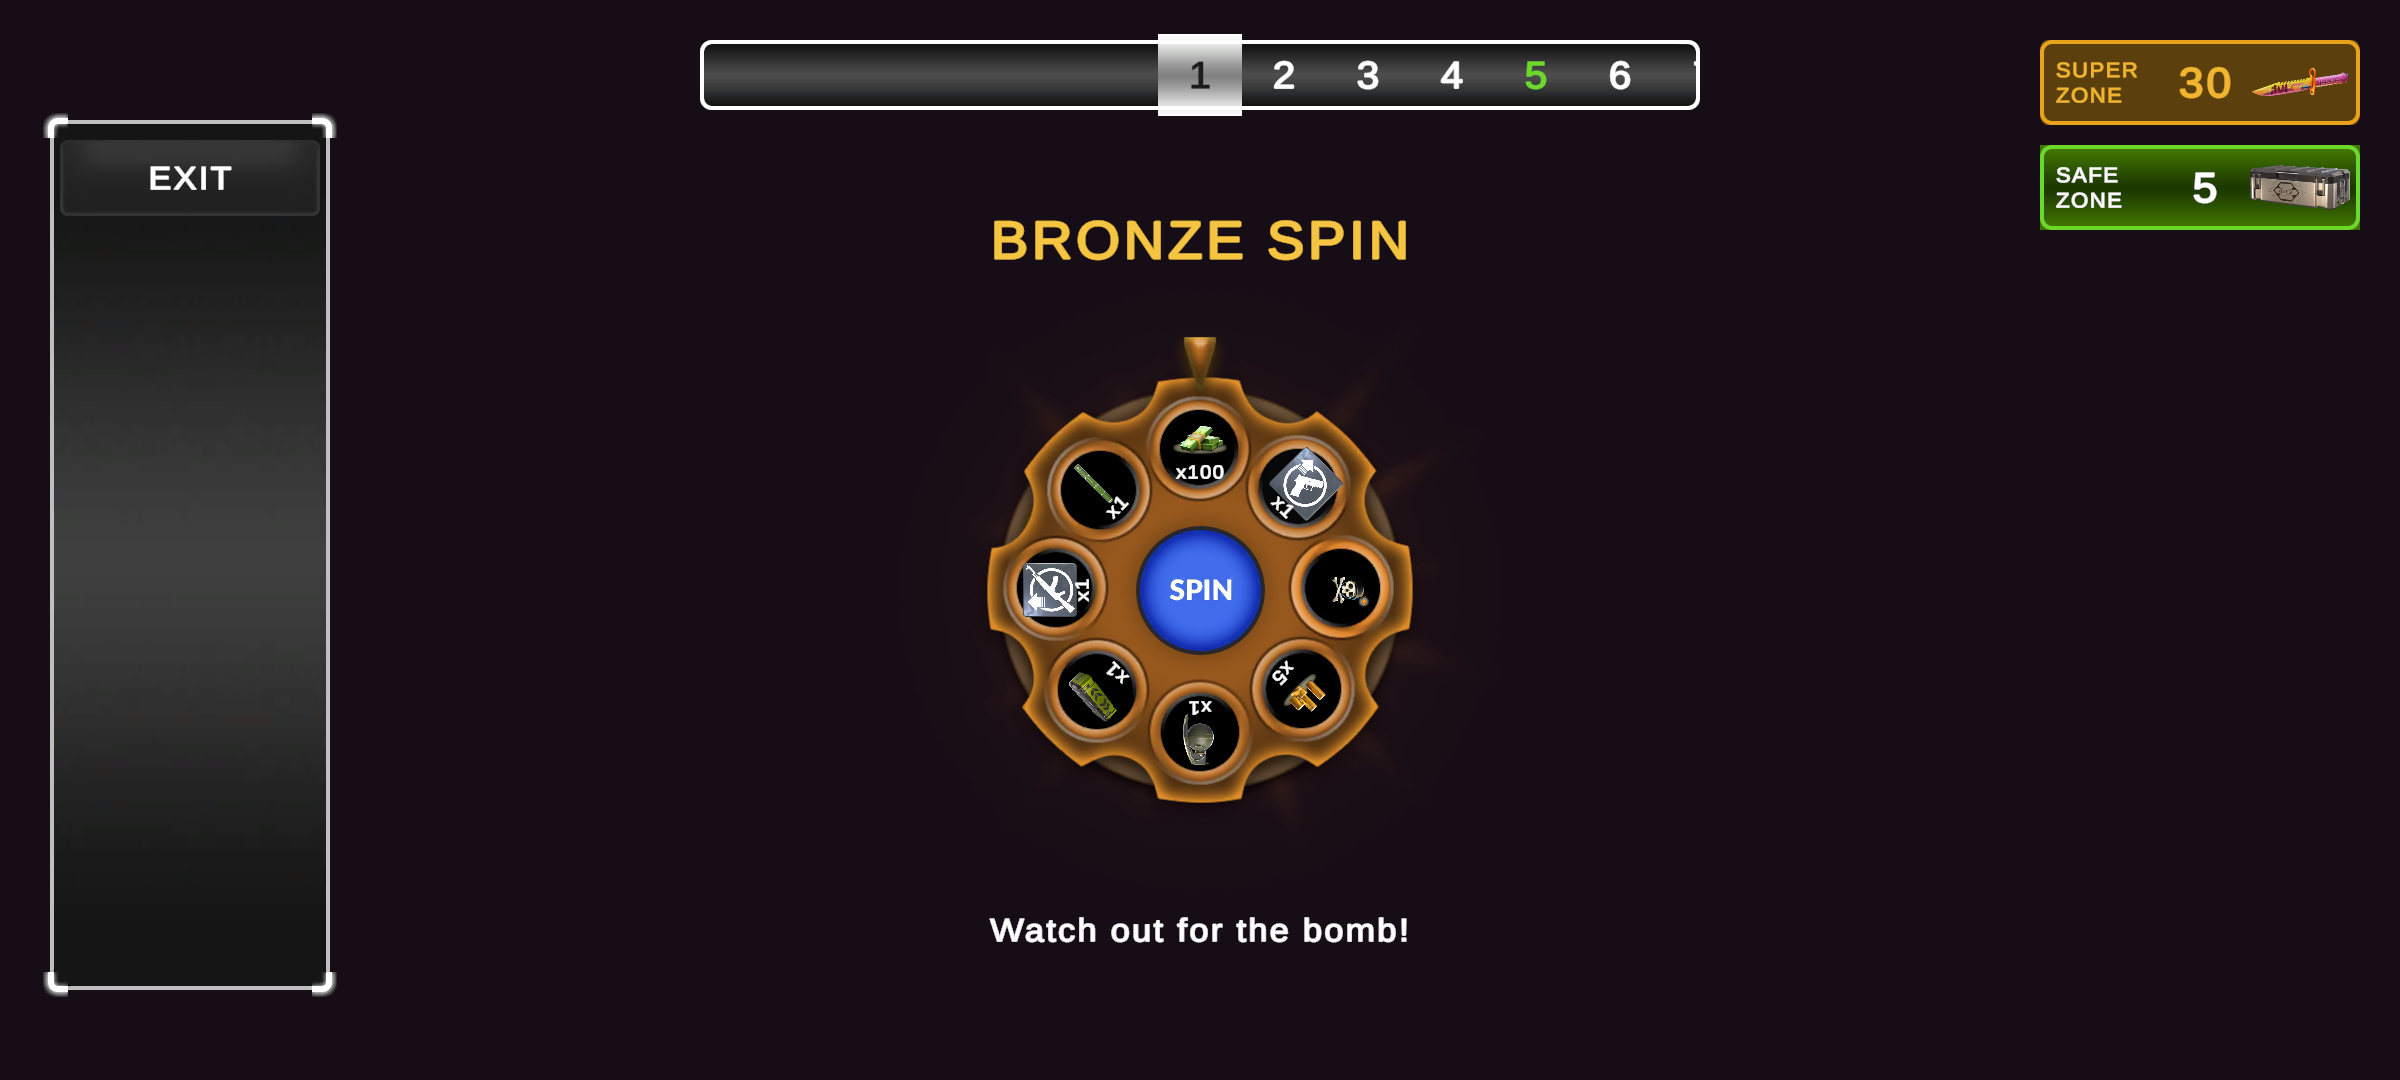 1 2 3 4 5 6
SUPER
ZONE
30
EXIT
SAFE
ZONE
5
BRONZE SPIN
x100
x1
x1
x1
SPIN
x1
x5
x1
Watch out for the bomb!